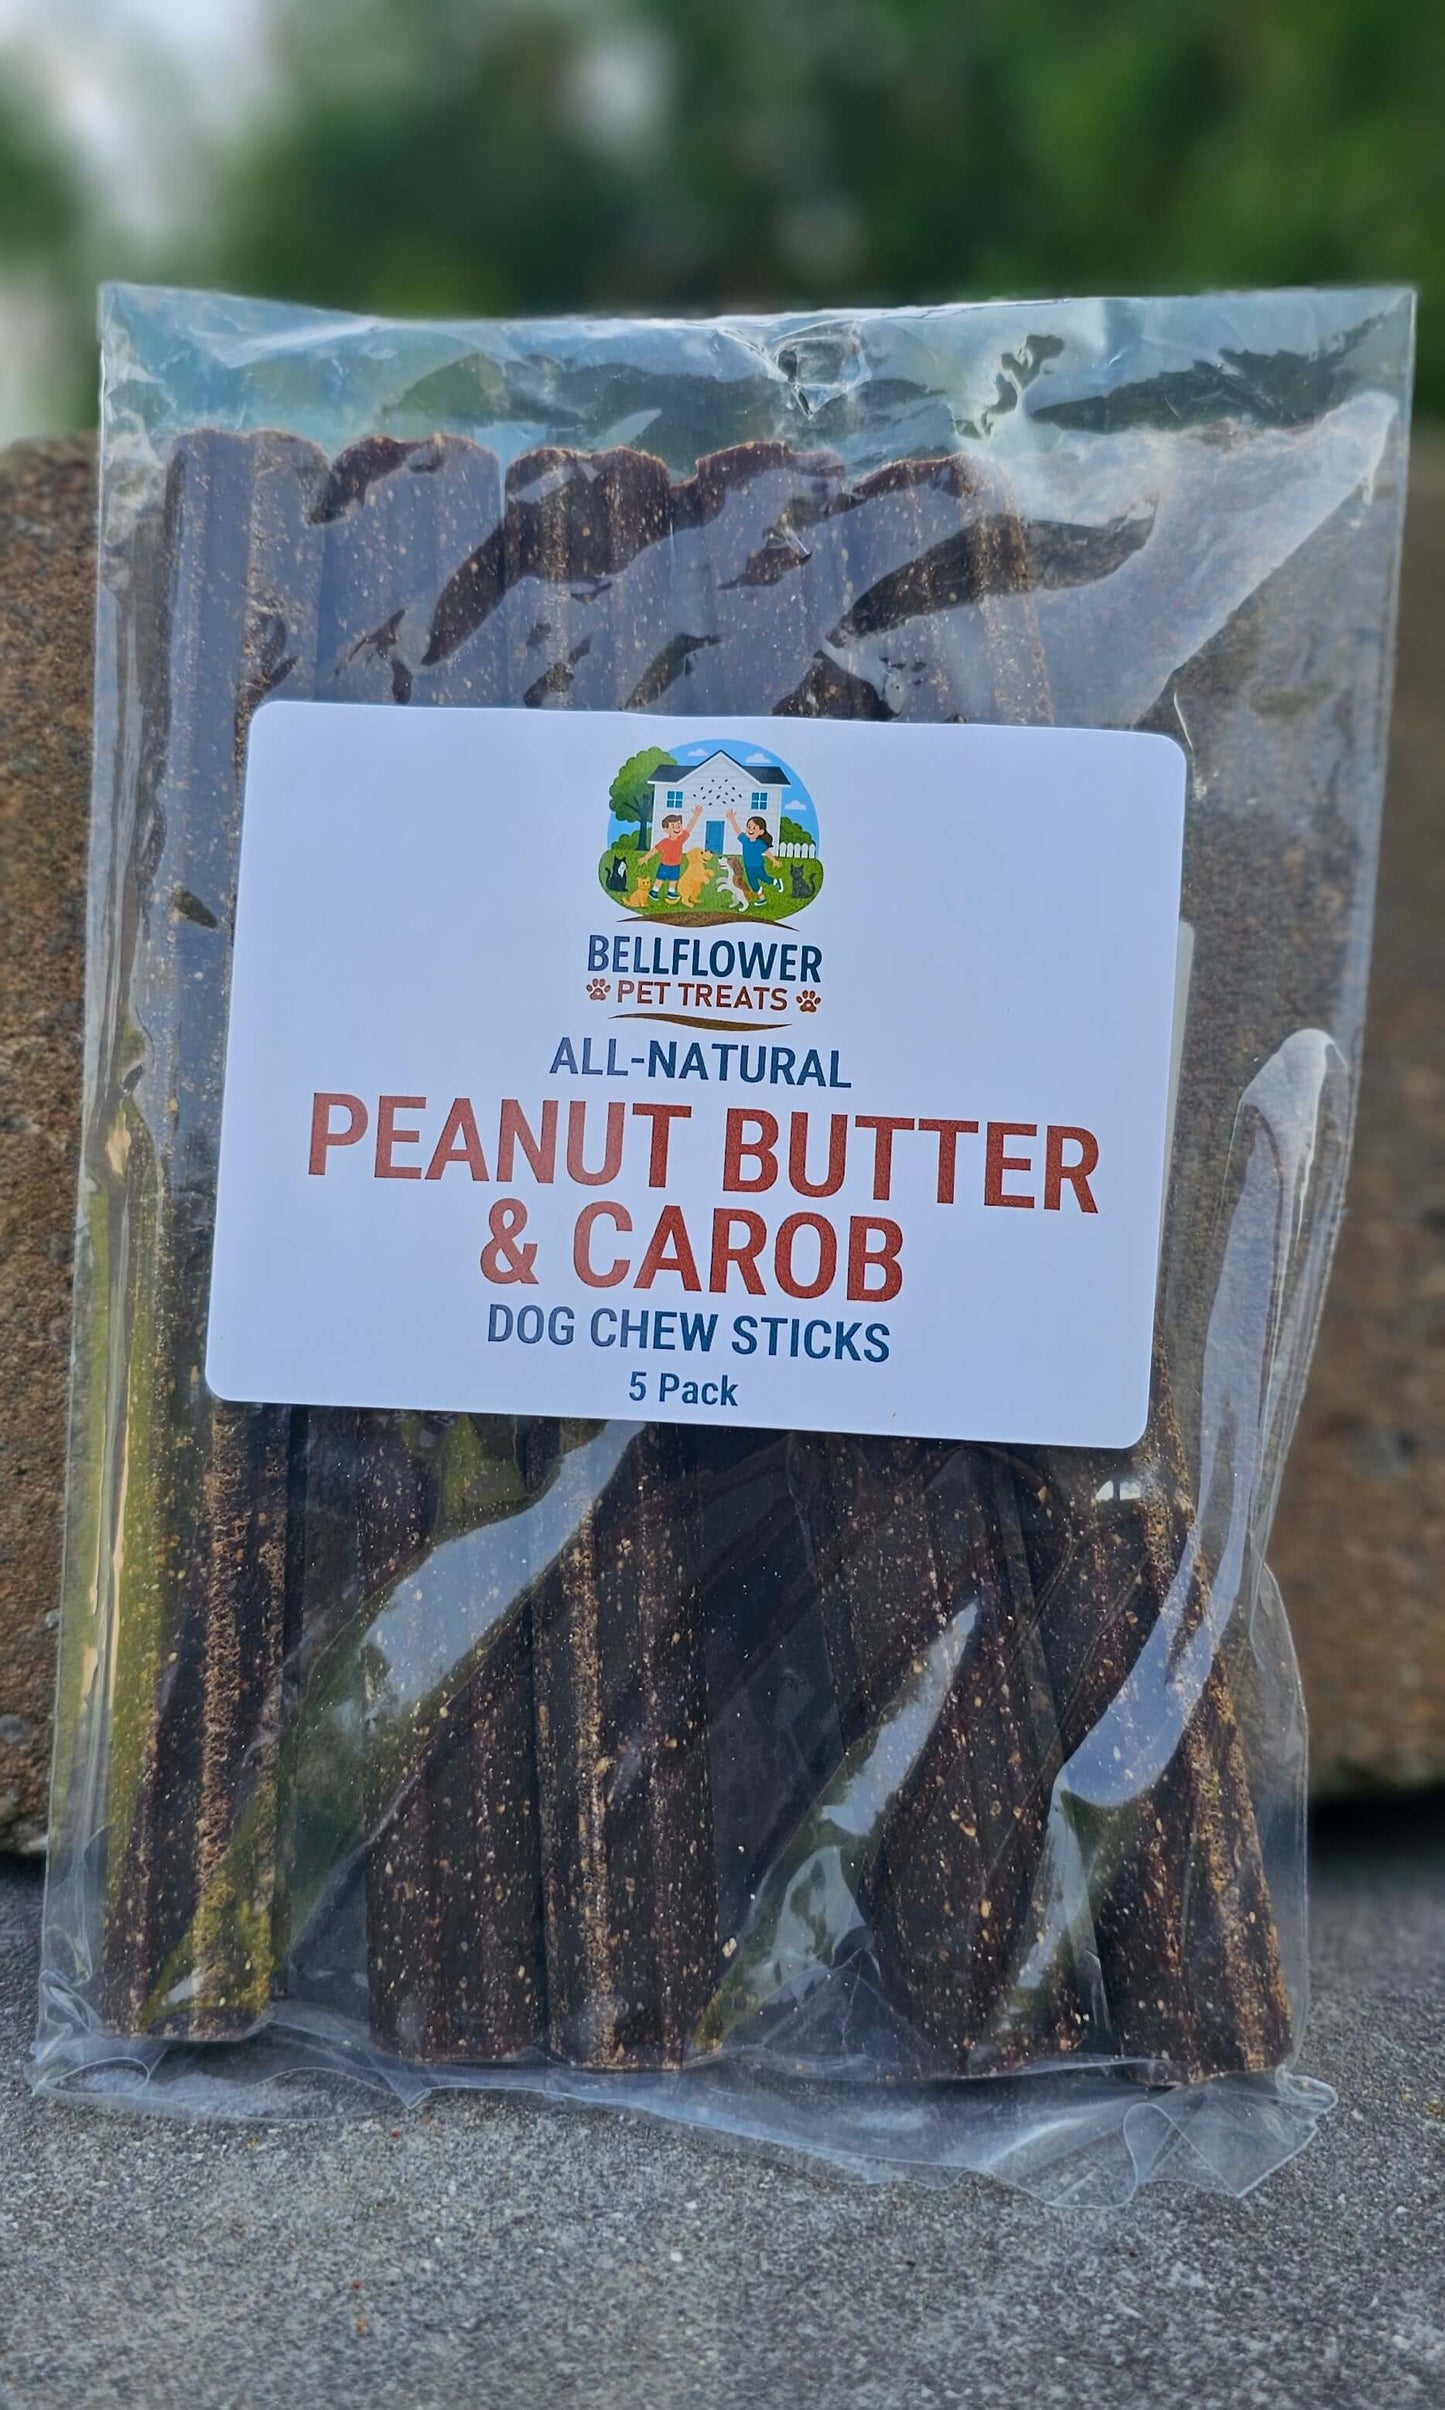 BELLFLOWER
PET TREATS
ALL-NATURAL
PEANUT BUTTER
& CAROB
DOG CHEW STICKS
5 Pack